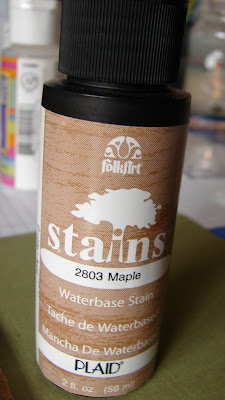 folkArt
stains
2803 Maple
Waterbase Stain
Tache de Waterbase
Mancha De Waterbase
PLAID
2 fl. oz. (59 ml)